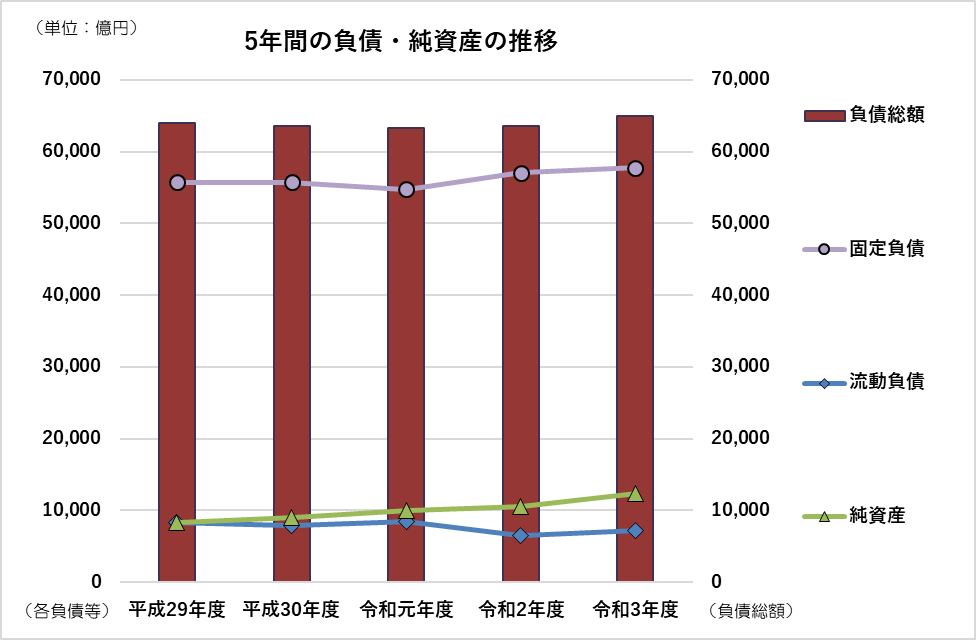 （単位：億円）
5年間の負債・純資産の推移
70,000
60,000
50,000
40,000
30,000
20,000
10,000
0
70,000
60,000
50,000
40,000
30,000
20,000
10,000
0
（各負債等）
平成29年度 平成30年度 令和元年度 令和2年度 令和3年度
（負債総額）
負債総額
固定負債
流動負債
純資産